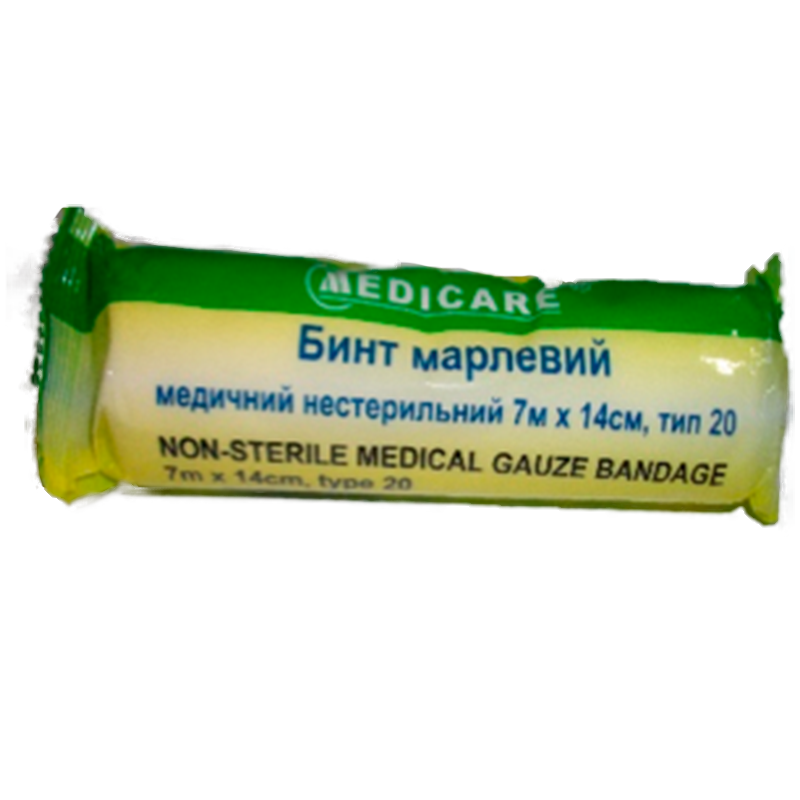 MEDICARE
Бинт марлевий
медичний нестерильний 7м х 14см, тип 20
NON-STERILE MEDICAL GAUZE BANDAGE
7m x 14cm, type 20